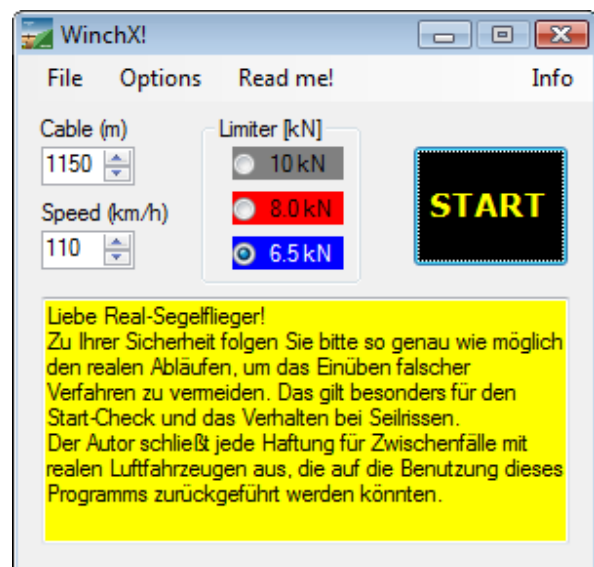 WinchX!
File Options Read me! Info
Cable (m)
1150
Speed (km/h)
110
Limiter [kN]
10 kN
8.0 kN
6.5 kN
START
Liebe Real-Segelflieger!
Zu Ihrer Sicherheit folgen Sie bitte so genau wie möglich
den realen Abläufen, um das Einüben falscher
Verfahren zu vermeiden. Das gilt besonders für den
Start-Check und das Verhalten bei Seilrissen.
Der Autor schließt jede Haftung für Zwischenfälle mit
realen Luftfahrzeugen aus, die auf die Benutzung dieses
Programms zurückgeführt werden könnten.